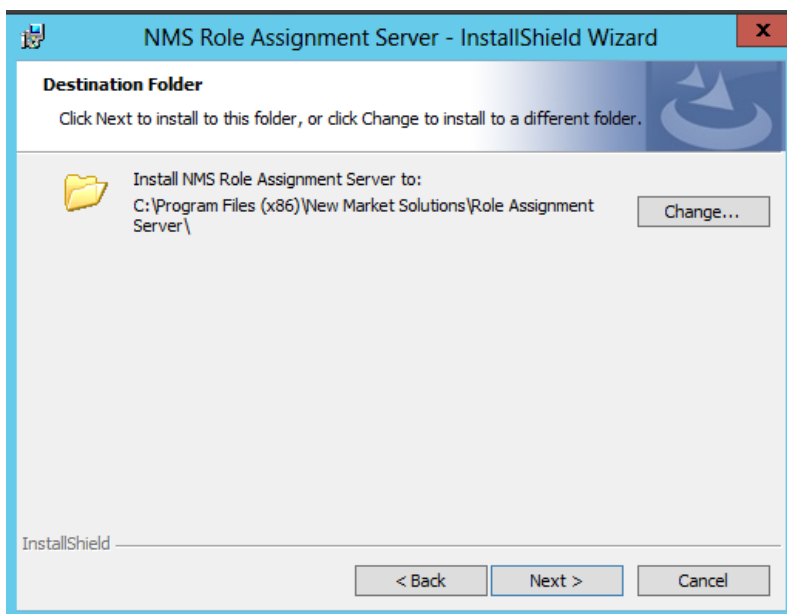 NMS Role Assignment Server - InstallShield Wizard
x
Destination Folder
Click Next to install to this folder, or click Change to install to a different folder.
Install NMS Role Assignment Server to:
C:\Program Files (x86)\New Market Solutions\Role Assignment
Server\
Change...
InstallShield
< Back
Next >
Cancel